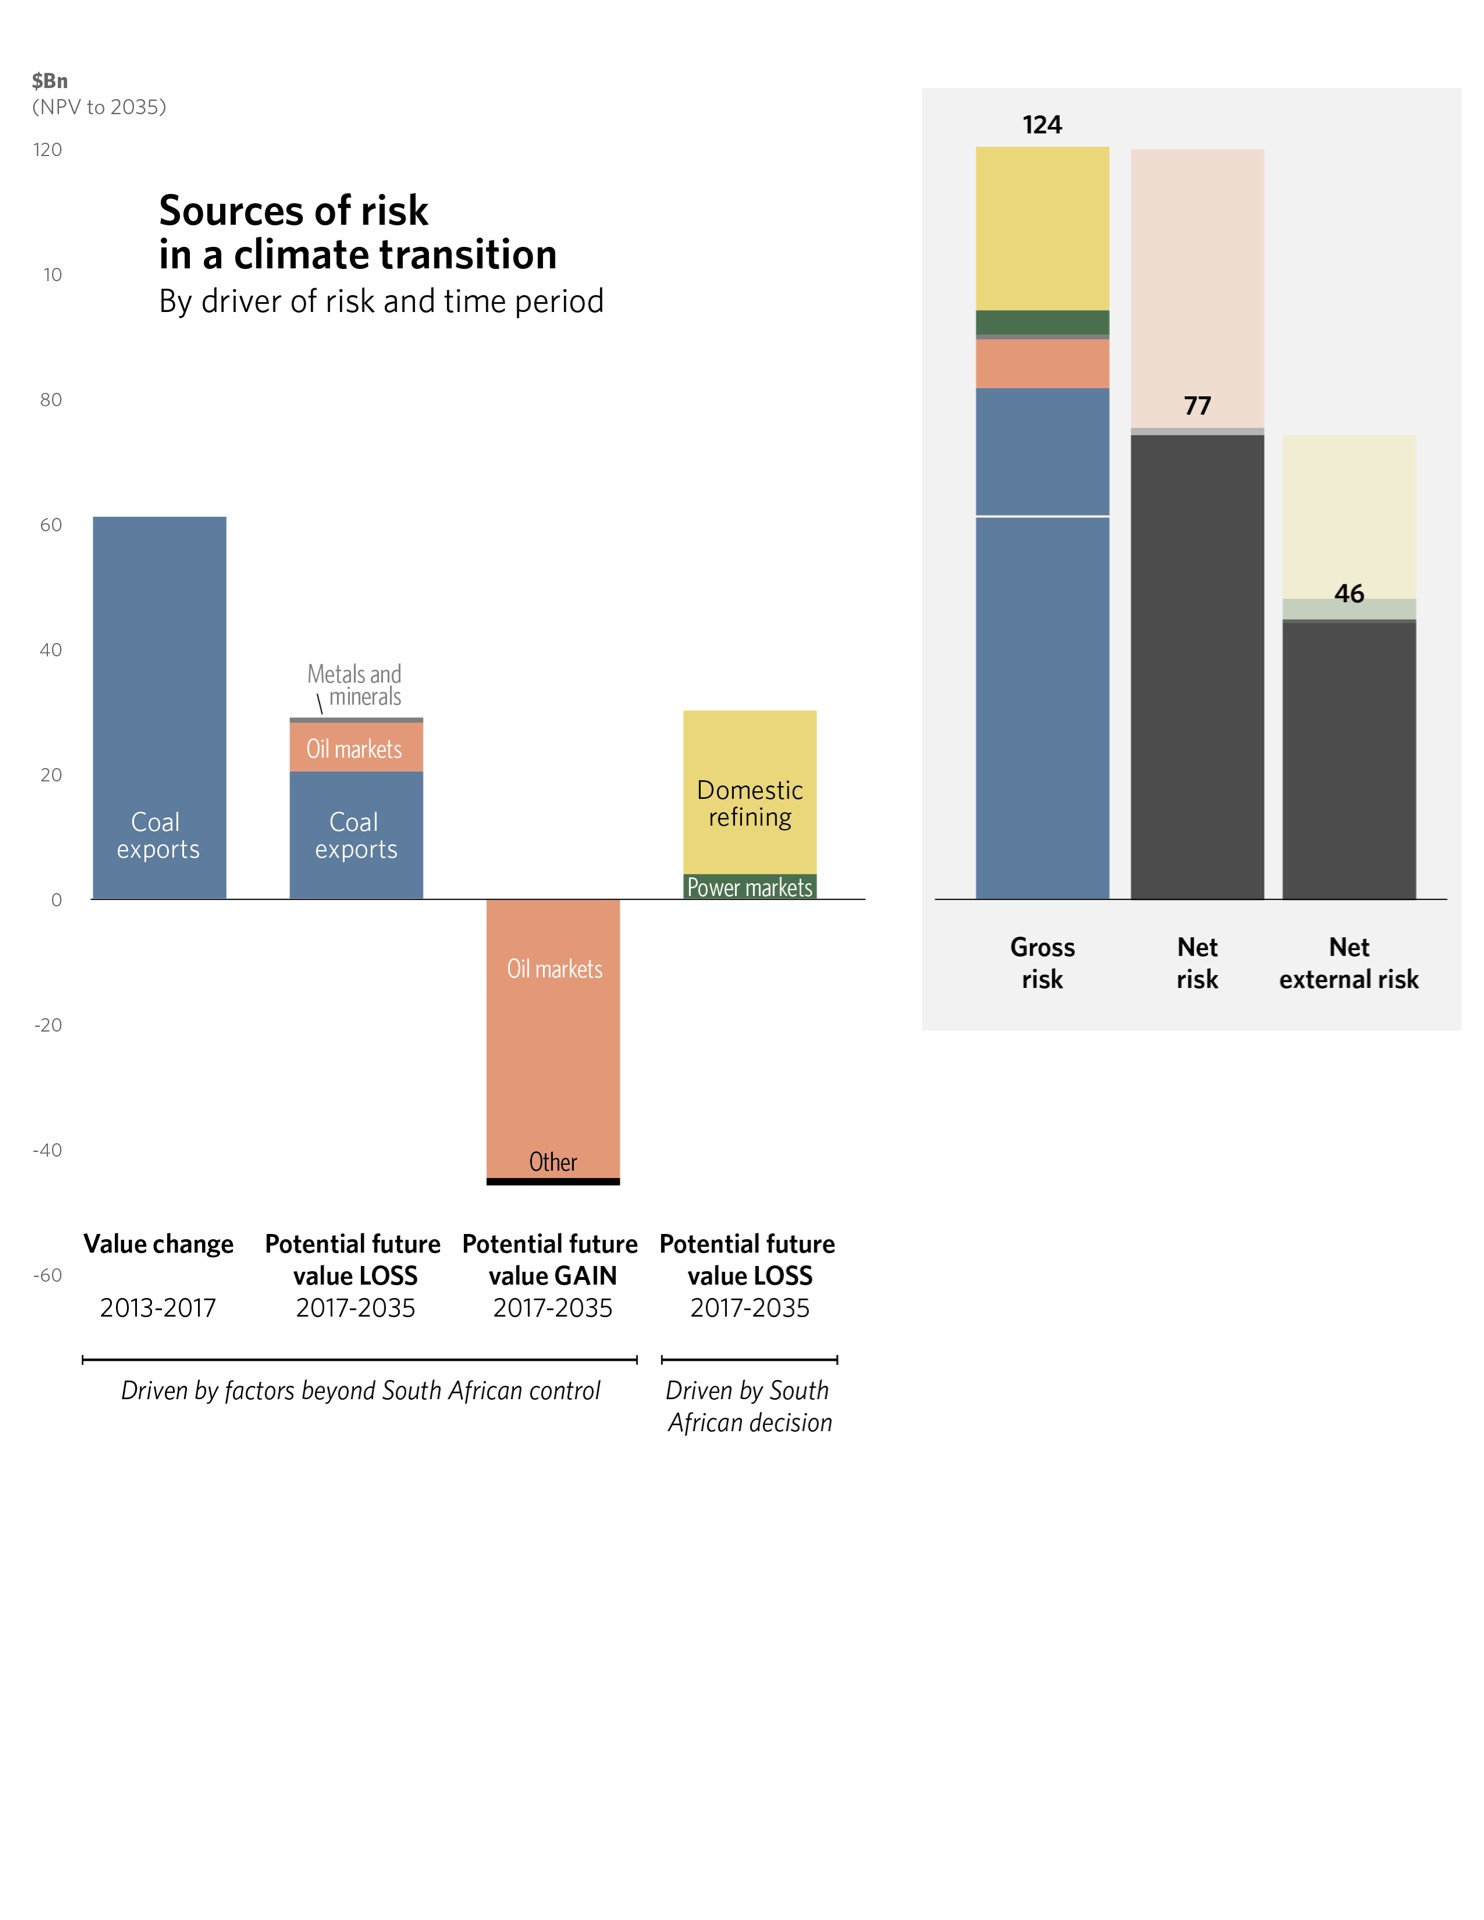 $Bn
(NPV to 2035)
120
10
80
60
40
20
0
-20
-40
-60
Sources of risk
in a climate transition
By driver of risk and time period
Coal
exports
Metals and
minerals
Oil markets
Coal
exports
Oil markets
Other
Domestic
refining
Power markets
Value change
2013-2017
Potential future
value LOSS
2017-2035
Potential future
value GAIN
2017-2035
Potential future
value LOSS
2017-2035
Driven by factors beyond South African control
Driven by South
African decision
124
77
46
Gross
risk
Net
risk
Net
external risk